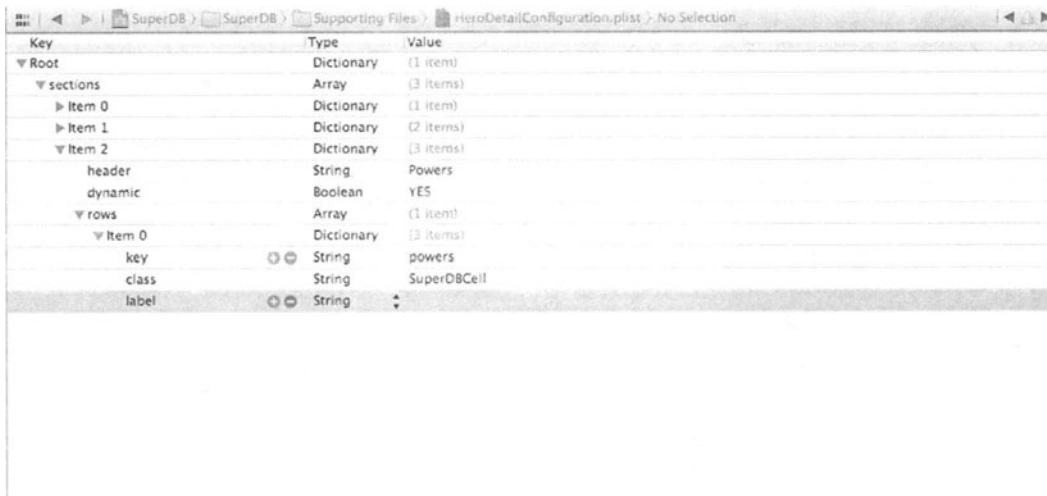 SuperDB SuperDB Supporting Files HeroDetailConfiguration.plist No Selection
Key Type Value
Root Dictionary (1 item)
sections Array (3 items)
Item 0 Dictionary (1 item)
Item 1 Dictionary (2 items)
Item 2 Dictionary (3 items)
header String Powers
dynamic Boolean YES
rows Array (1 item)
Item 0 Dictionary (3 items)
key String powers
class String SuperDBCell
label String